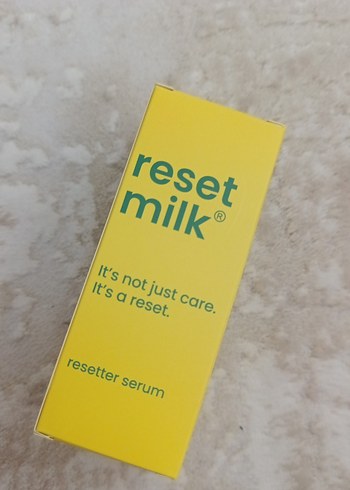 reset
milk®
It's not just care.
It's a reset.
resetter serum